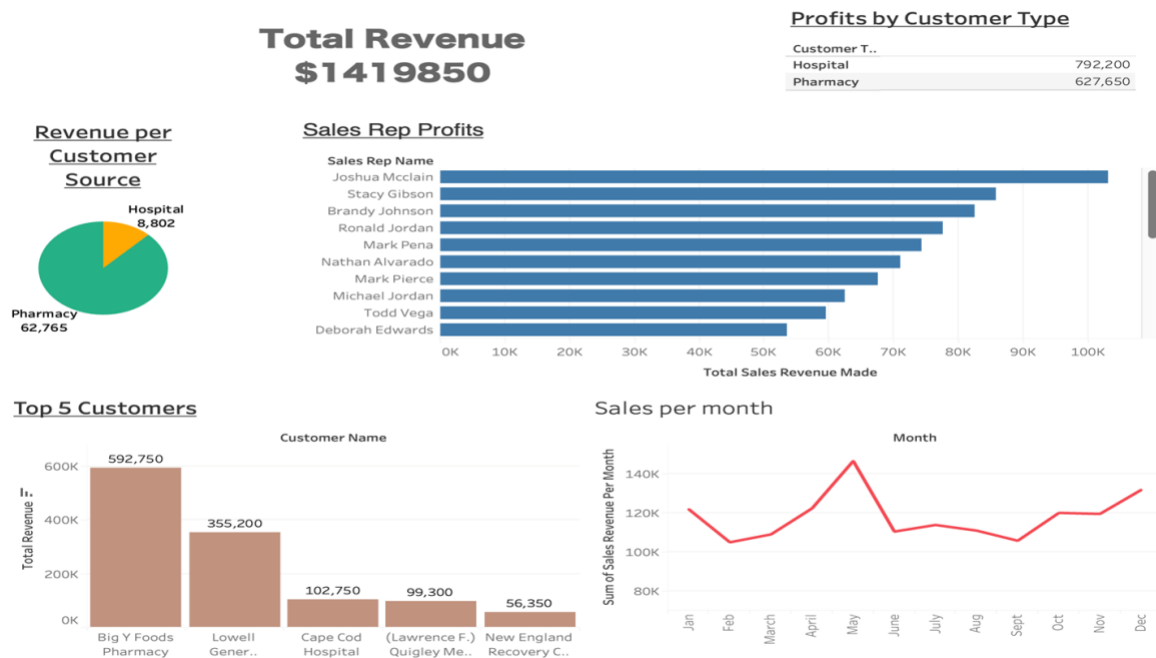 Total Revenue
$1419850
Profits by Customer Type
Customer T..
Hospital 792,200
Pharmacy 627,650
Revenue per
Customer
Source
Hospital
8,802
Pharmacy
62,765
Sales Rep Profits
Sales Rep Name
Joshua Mcclain
Stacy Gibson
Brandy Johnson
Ronald Jordan
Mark Pena
Nathan Alvarado
Mark Pierce
Michael Jordan
Todd Vega
Deborah Edwards
0K 10K 20K 30K 40K 50K 60K 70K 80K 90K 100K
Total Sales Revenue Made
Top 5 Customers
Customer Name
Total Revenue
600K
400K
200K
0K
592,750
355,200
102,750
99,300
56,350
Big Y Foods
Pharmacy
Lowell
Gener..
Cape Cod
Hospital
(Lawrence F.)
Quigley Me..
New England
Recovery C..
Sales per month
Month
Sum of Sales Revenue Per Month
140K
120K
100K
80K
Jan
Feb
March
April
May
June
July
Aug
Sept
Oct
Nov
Dec